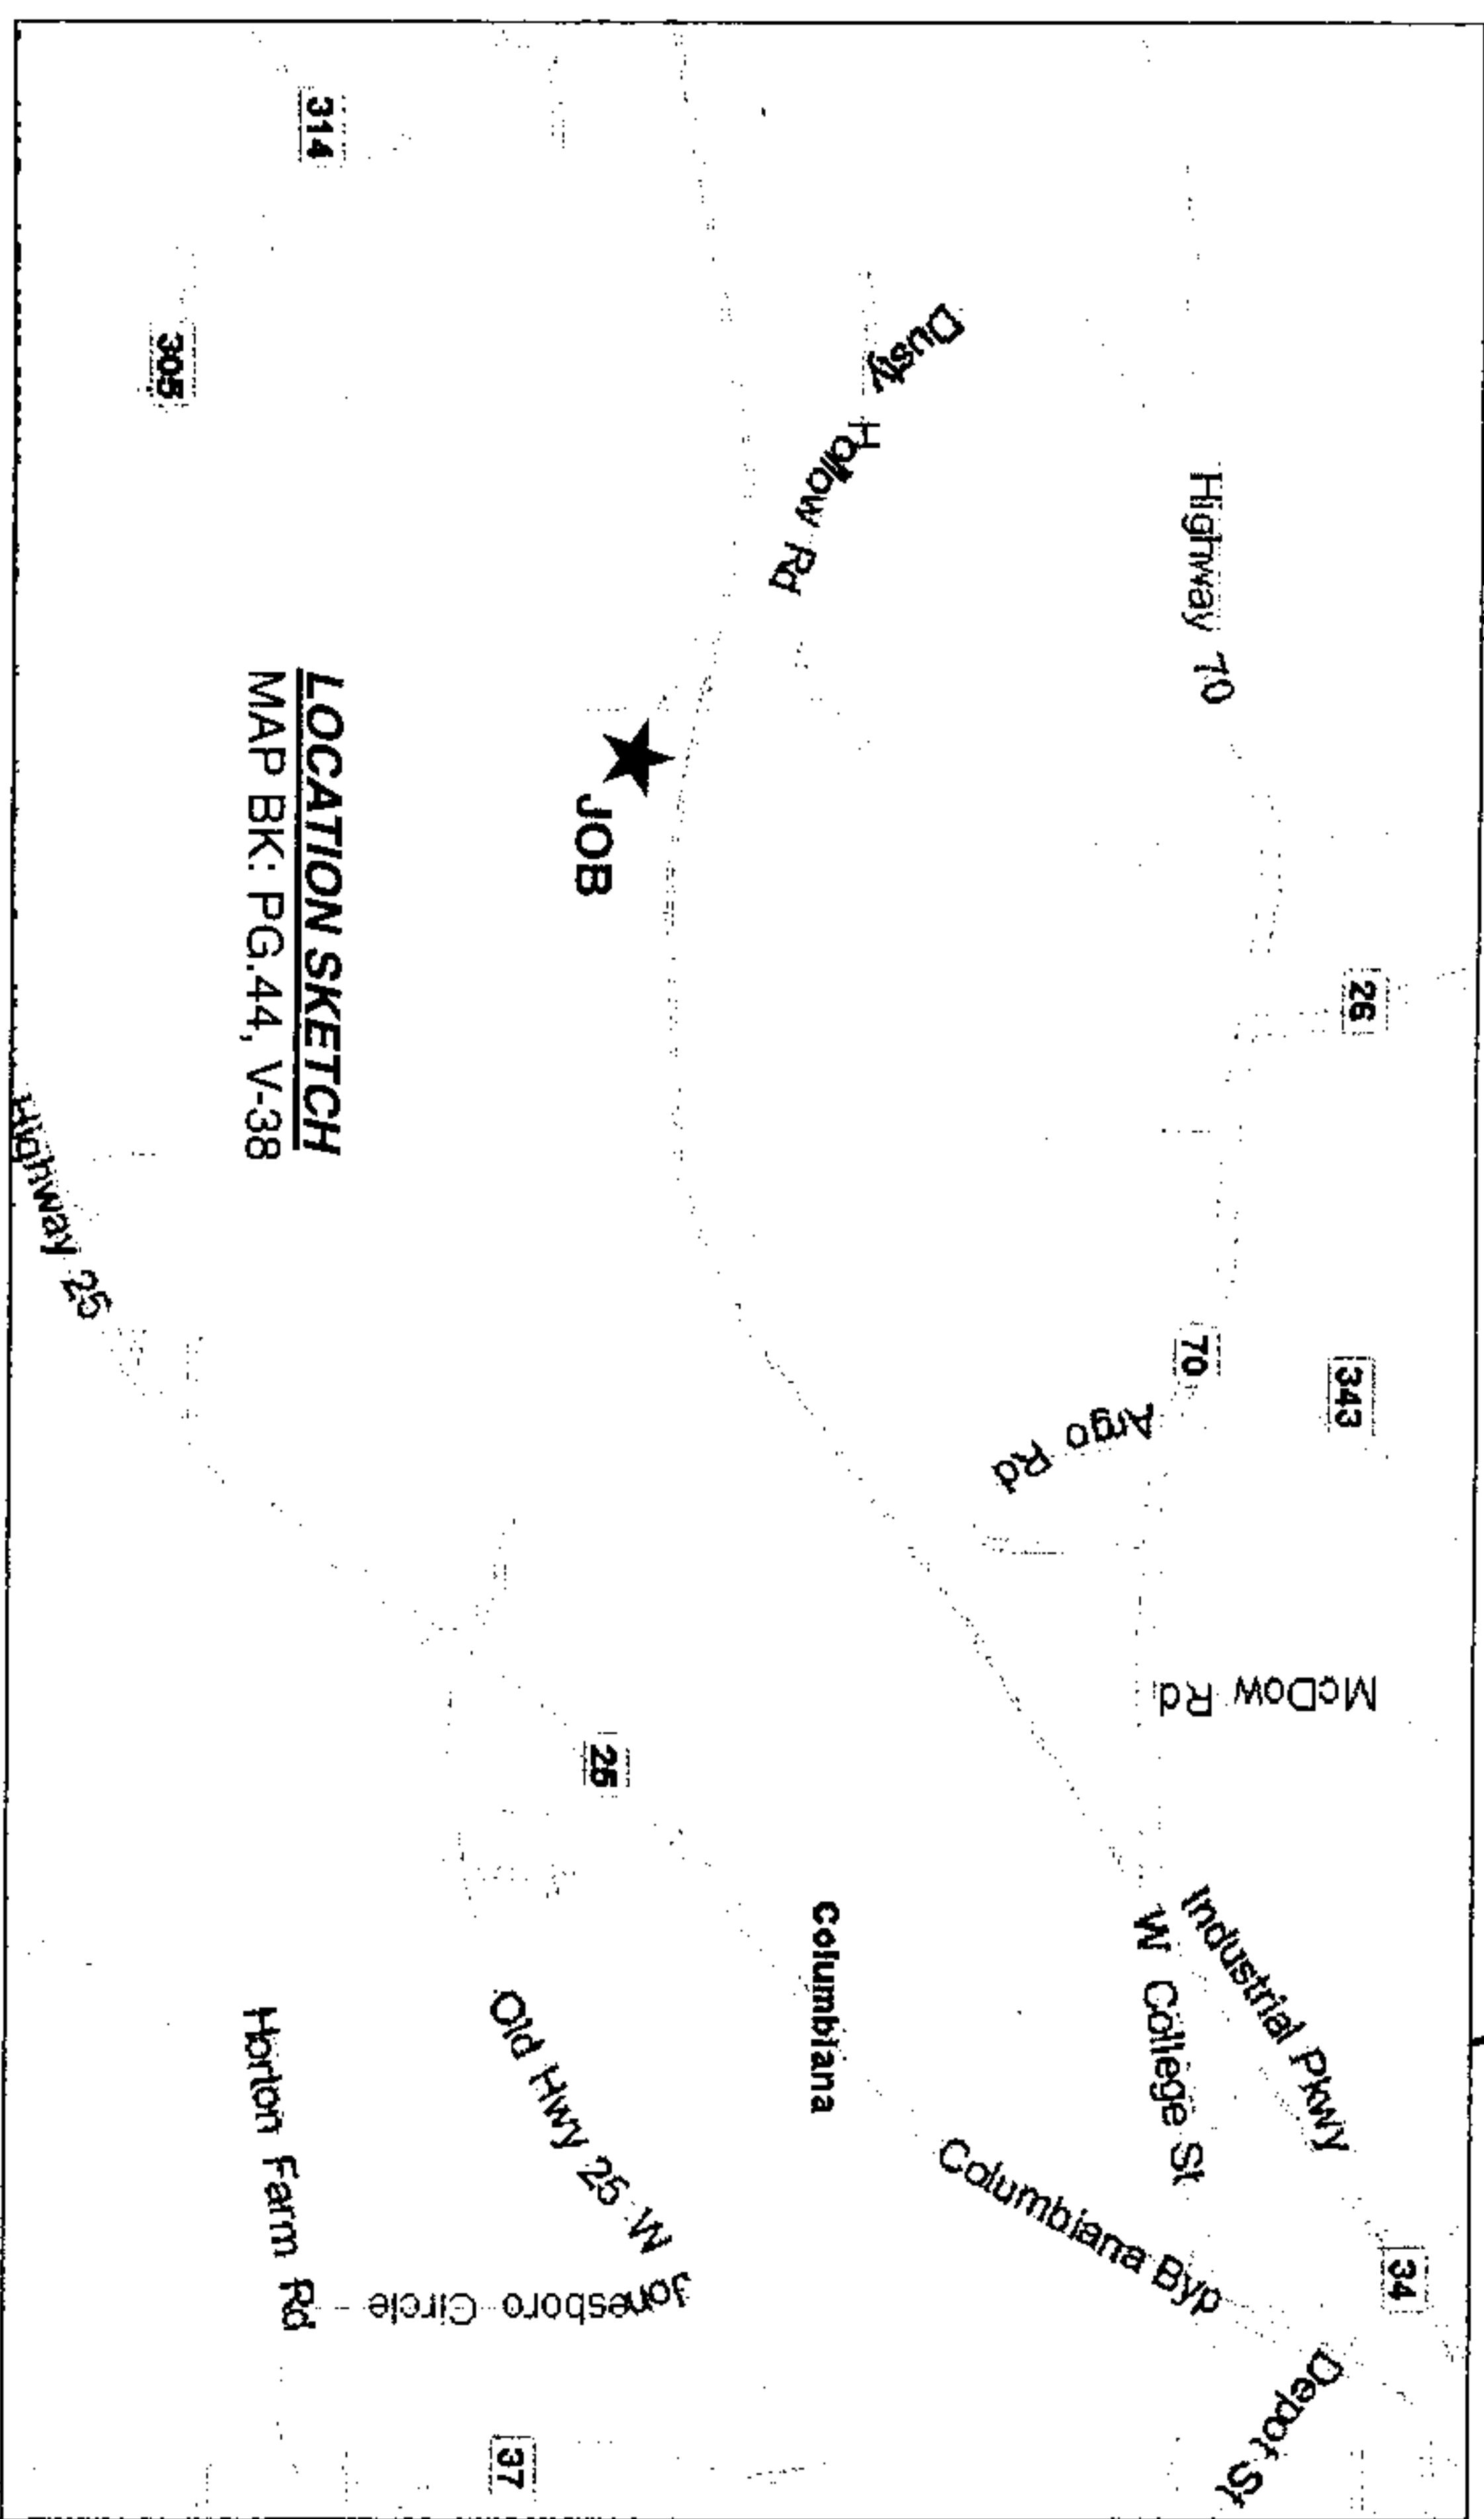 Highway 70
26
343
70
34
McDow Rd
Industrial Pkwy
Argo Rd
W College St
Dusty Hollow Rd
Columbiana Byp
Depot St
JOB
Columbiana
25
LOCATION SKETCH
MAP BK: PG.44, V-38
Old Hwy 25 W
Jonesboro Circle
314
305
Horton Farm Rd
37
Highway 25